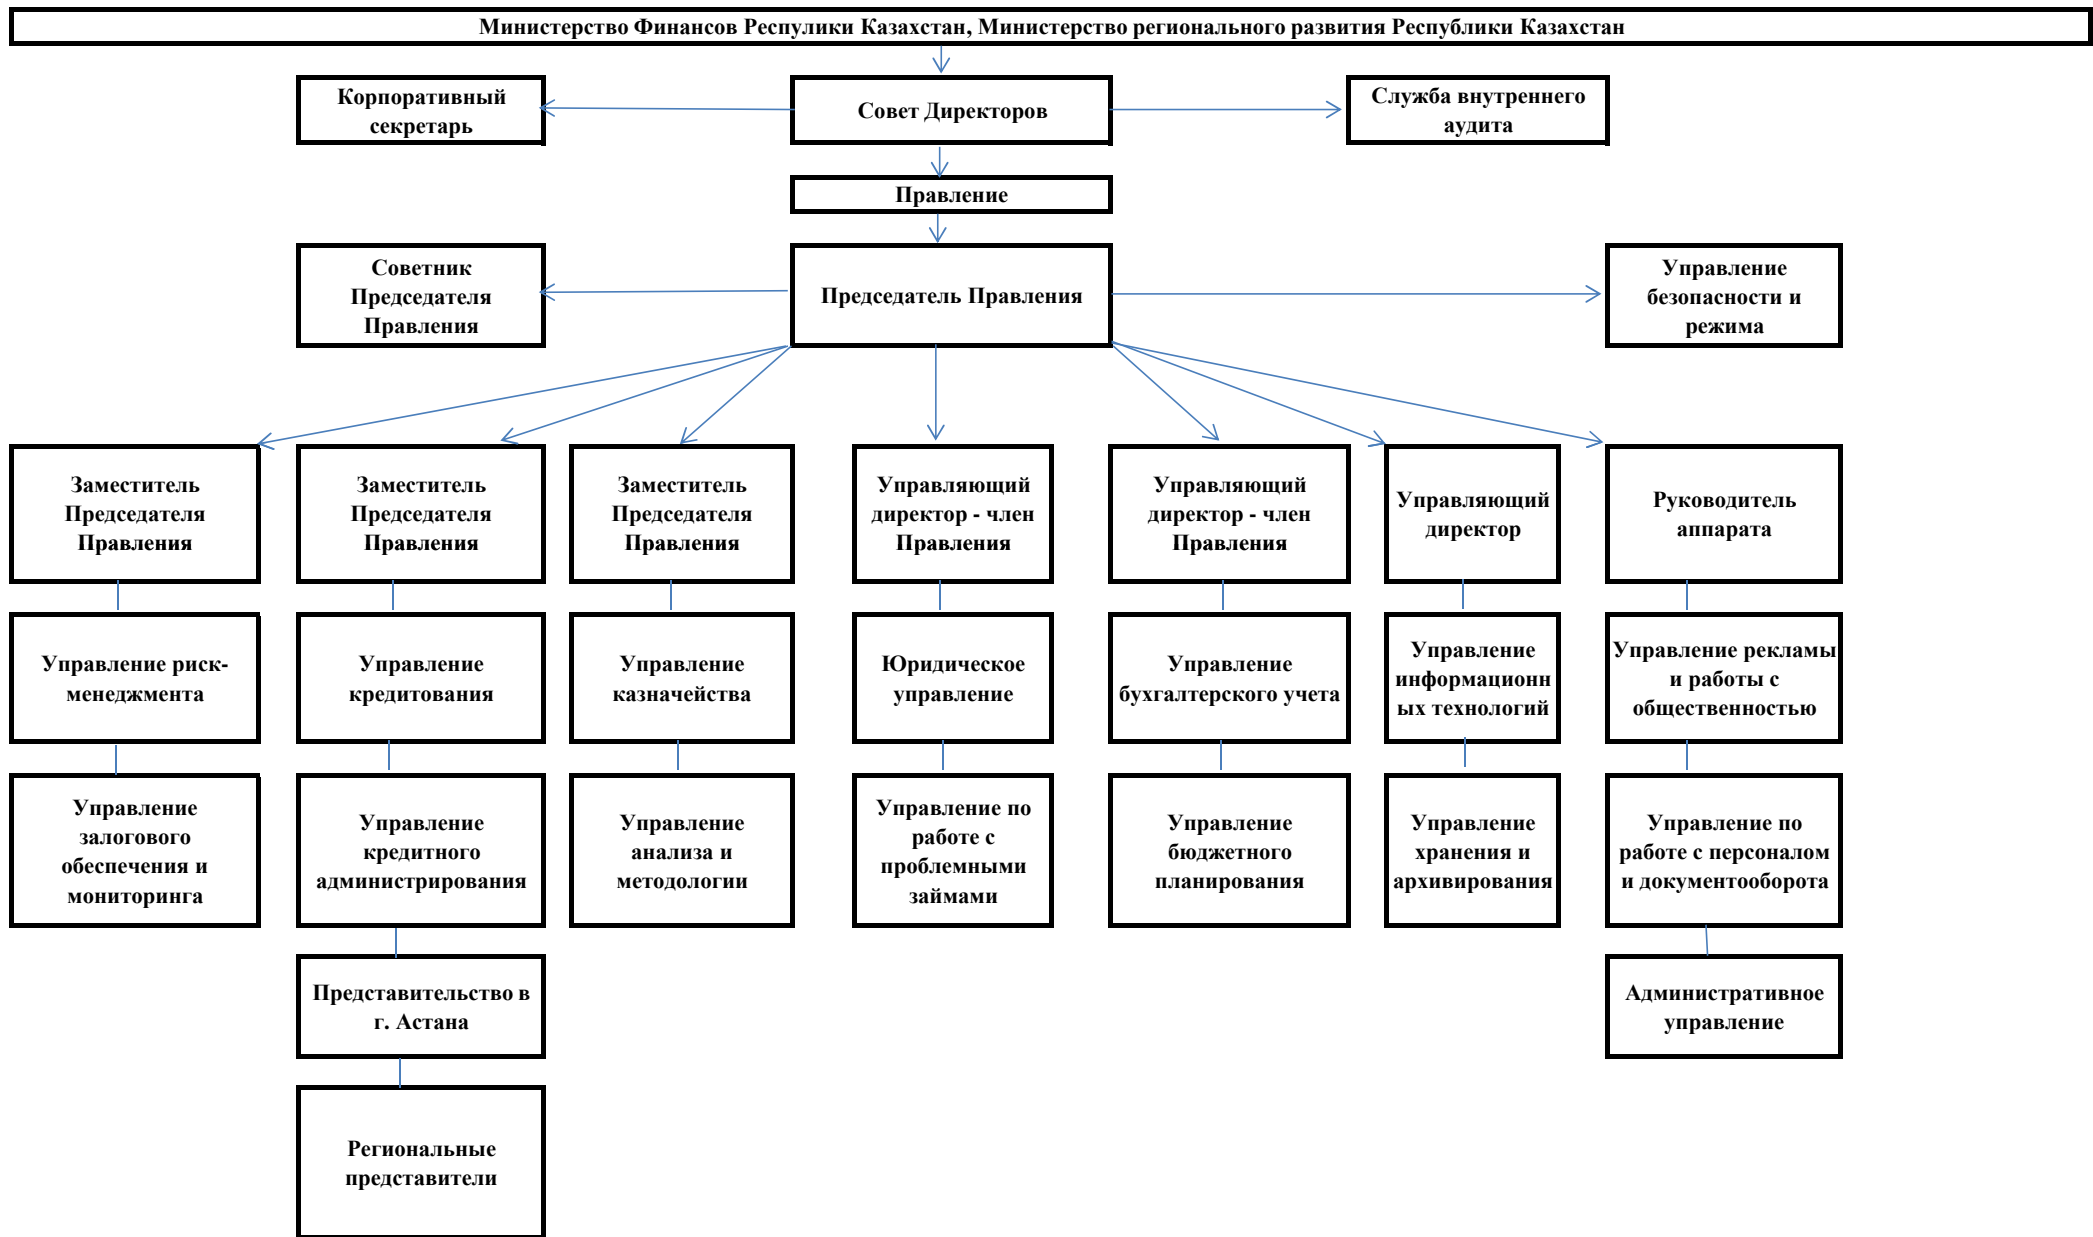 Министерство Финансов Респулики Казахстан, Министерство регионального развития Республики Казахстан
Корпоративный
секретарь
Совет Директоров
Служба внутреннего
аудита
Правление
Советник
Председателя
Правления
Председатель Правления
Управление
безопасности и
режима
Заместитель
Председателя
Правления
Заместитель
Председателя
Правления
Заместитель
Председателя
Правления
Управляющий
директор - член
Правления
Управляющий
директор - член
Правления
Управляющий
директор
Руководитель
аппарата
Управление риск-
менеджмента
Управление
кредитования
Управление
казначейства
Юридическое
управление
Управление
бухгалтерского учета
Управление
информационн
ых технологий
Управление рекламы
и работы с
общественностью
Управление
залогового
обеспечения и
мониторинга
Управление
кредитного
администрирования
Управление
анализа и
методологии
Управление по
работе с
проблемными
займами
Управление
бюджетного
планирования
Управление
хранения и
архивирования
Управление по
работе с персоналом
и документооборота
Представительство в
г. Астана
Административное
управление
Региональные
представители